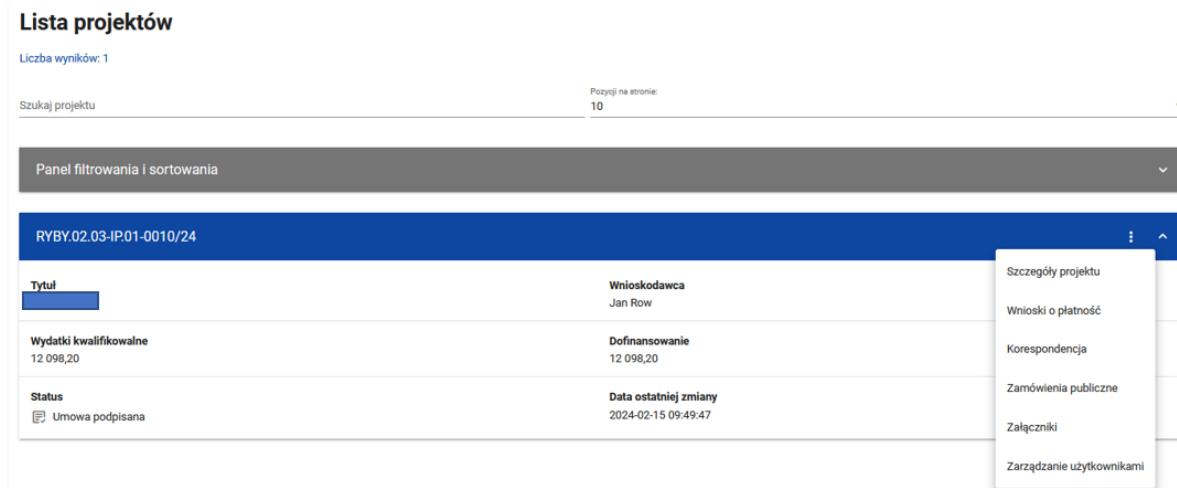 Lista projektów
Liczba wyników: 1
Szukaj projektu
Pozycji na stronie:
10
Panel filtrowania i sortowania
RYBY.02.03-IP.01-0010/24
Szczegóły projektu
Wnioski o płatność
Korespondencja
Zamówienia publiczne
Załączniki
Zarządzanie użytkownikami
Tytuł
Wnioskodawca
Jan Row
Wydatki kwalifikowalne
12 098,20
Dofinansowanie
12 098,20
Status
Umowa podpisana
Data ostatniej zmiany
2024-02-15 09:49:47